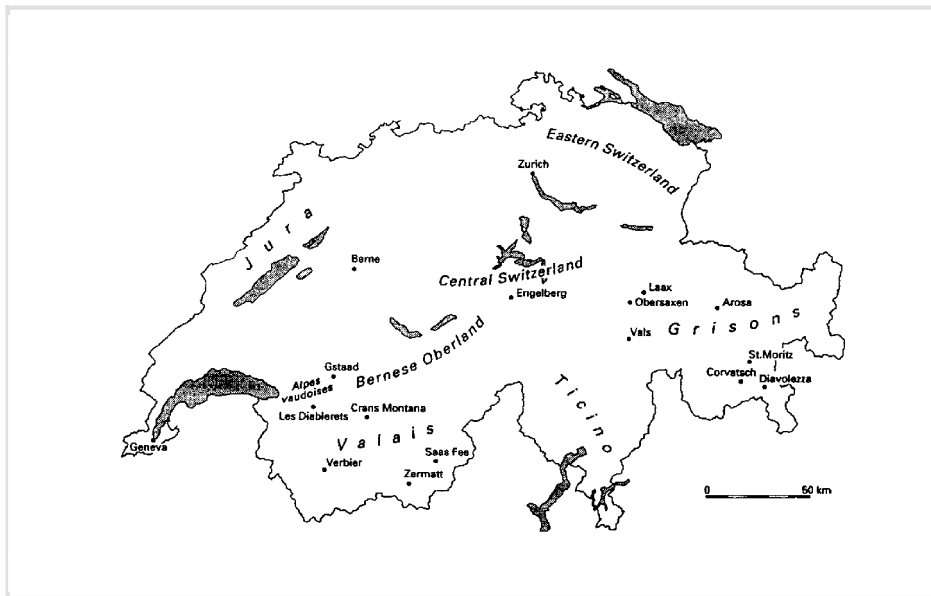 Eastern Switzerland
Zurich
Jura
Berne
Central Switzerland
Engelberg
Laax
Obersaxen
Arosa
Vals
Grisons
Bernese Oberland
St.Moritz
Corvatsch
Diavolezza
Gstaad
Alpes
vaudoises
Les Diablerets
Crans Montana
Ticino
Valais
Geneva
Saas Fee
Verbier
Zermatt
0 50 km